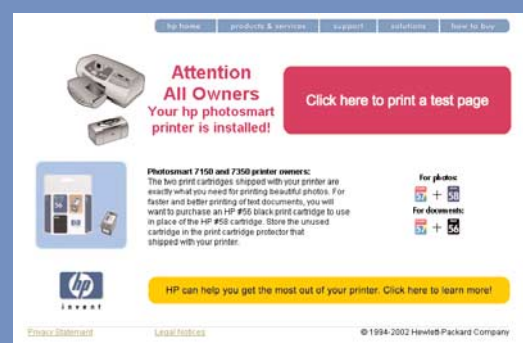 hp home products & services support solutions how to buy
Attention
All Owners
Your hp photosmart
printer is installed!
Click here to print a test page
Photosmart 7150 and 7350 printer owners:
The two print cartridges shipped with your printer are
exactly what you need for printing beautiful photos. For
faster and better printing of text documents, you will
want to purchase an HP #56 black print cartridge to use
in place of the HP #58 cartridge. Store the unused
cartridge in the print cartridge protector that
shipped with your printer.
56
For photos:
57 + 58
For documents:
57 + 56
hp
invent
HP can help you get the most out of your printer. Click here to learn more!
Privacy Statement Legal Notices © 1994-2002 Hewlett-Packard Company